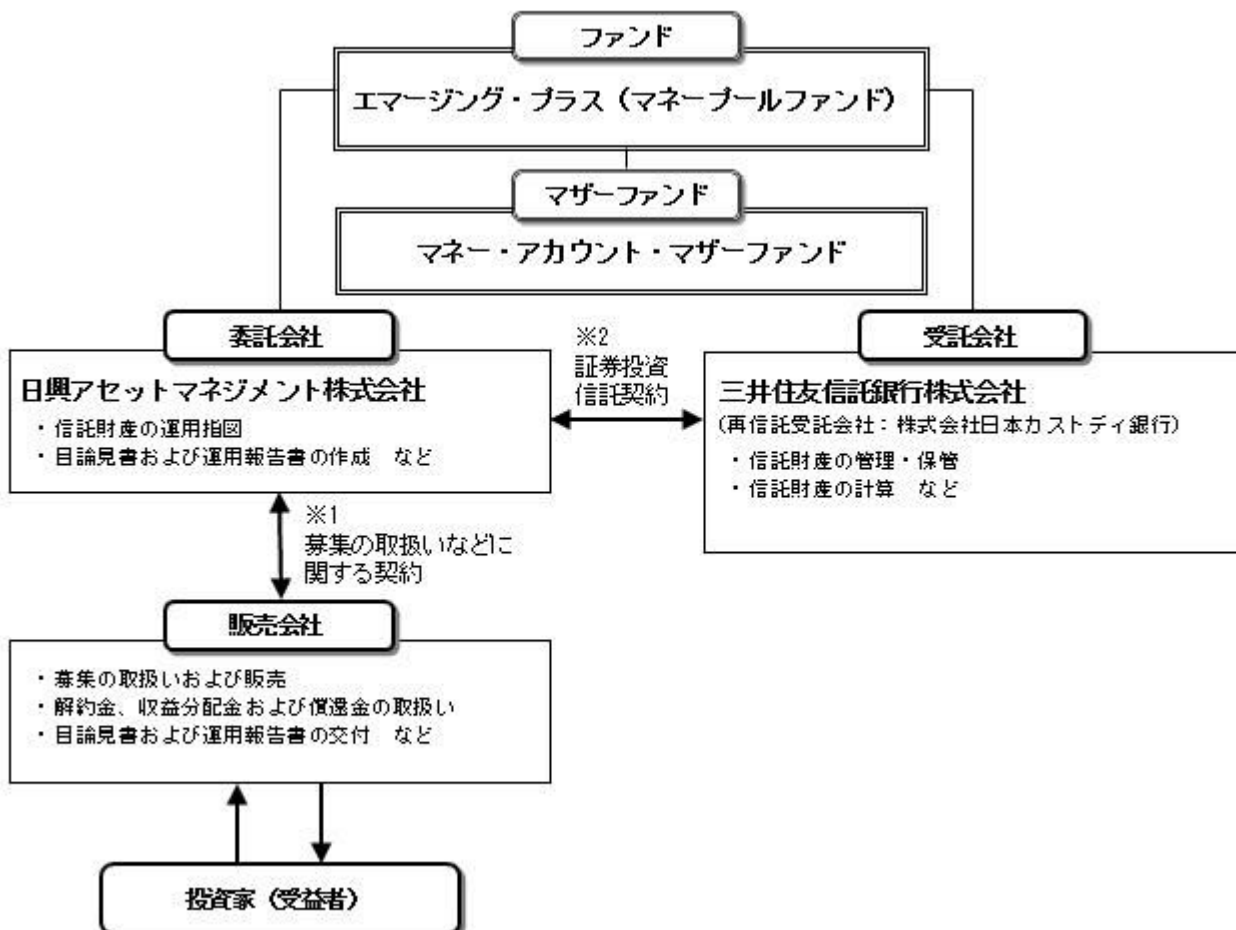 ファンド
エマージング・プラス（マネープールファンド）
マザーファンド
マネー・アカウント・マザーファンド
委託会社
日興アセットマネジメント株式会社
・信託財産の運用指図
・目論見書および運用報告書の作成　など
※2
証券投資
信託契約
受託会社
三井住友信託銀行株式会社
（再信託受託会社：株式会社日本カストディ銀行）
・信託財産の管理・保管
・信託財産の計算　など
※1
募集の取扱いなどに
関する契約
販売会社
・募集の取扱いおよび販売
・解約金、収益分配金および償還金の取扱い
・目論見書および運用報告書の交付　など
投資家（受益者）